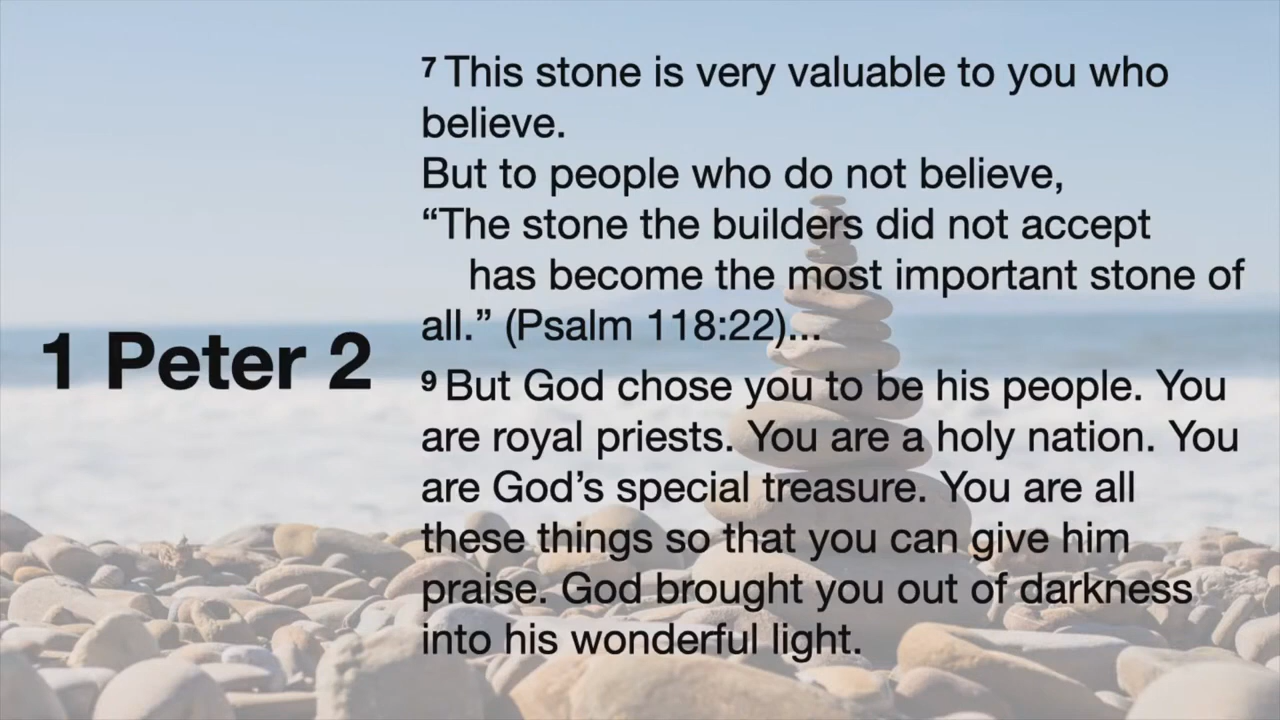 1 Peter 2
7 This stone is very valuable to you who
believe.
But to people who do not believe,
“The stone the builders did not accept
has become the most important stone of
all.” (Psalm 118:22)...
9 But God chose you to be his people. You
are royal priests. You are a holy nation. You
are God’s special treasure. You are all
these things so that you can give him
praise. God brought you out of darkness
into his wonderful light.